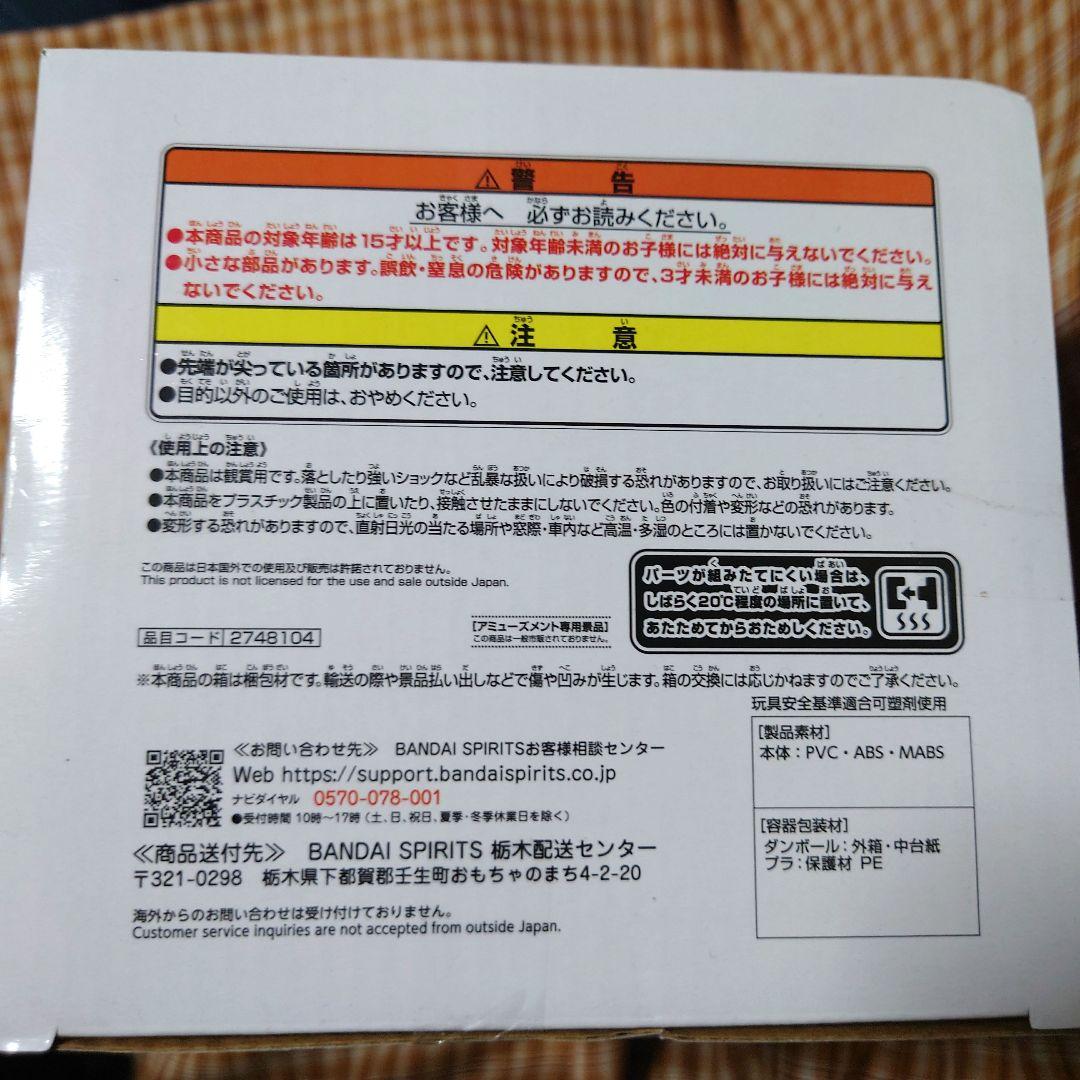 ⚠警告
お客様へ 必ずお読みください。
●本商品の対象年齢は15才以上です。対象年齢未満のお子様には絶対に与えないでください。
●小さな部品があります。誤飲・窒息の危険がありますので、3才未満のお子様には絶対に与え
ないでください。
⚠注意
●先端が尖っている箇所がありますので、注意してください。
●目的以外のご使用は、おやめください。
《使用上の注意》
●本商品は観賞用です。落としたり強いショックなど乱暴な扱いにより破損する恐れがありますので、お取り扱いにはご注意ください。
●本商品をプラスチック製品の上に置いたり、接触させたままにしないでください。色の付着や変形などの恐れがあります。
●変形する恐れがありますので、直射日光の当たる場所や窓際・車内など高温・多湿のところには置かないでください。
この商品は日本国外での使用及び販売は許諾されておりません。
This product is not licensed for the use and sale outside Japan.
パーツが組みたてにくい場合は、
しばらく20℃程度の場所に置いて、
あたためてからおためしください。
品目コード 2748104
[アミューズメント専用景品]
この商品は一般市販されておりません。
※本商品の箱は梱包材です。輸送の際や景品払い出しなどで傷や凹みが生じます。箱の交換には応じかねますのでご了承ください。
玩具安全基準適合可塑剤使用
[製品素材]
本体：PVC・ABS・MABS
[容器包装材]
ダンボール：外箱・中台紙
プラ：保護材 PE
≪お問い合わせ先≫ BANDAI SPIRITSお客様相談センター
Web https://support.bandaispirits.co.jp
ナビダイヤル 0570-078-001
●受付時間 10時〜17時（土、日、祝日、夏季・冬季休業日を除く）
≪商品送付先≫ BANDAI SPIRITS 栃木配送センター
〒321-0298 栃木県下都賀郡壬生町おもちゃのまち4-2-20
海外からのお問い合わせは受け付けておりません。
Customer service inquiries are not accepted from outside Japan.